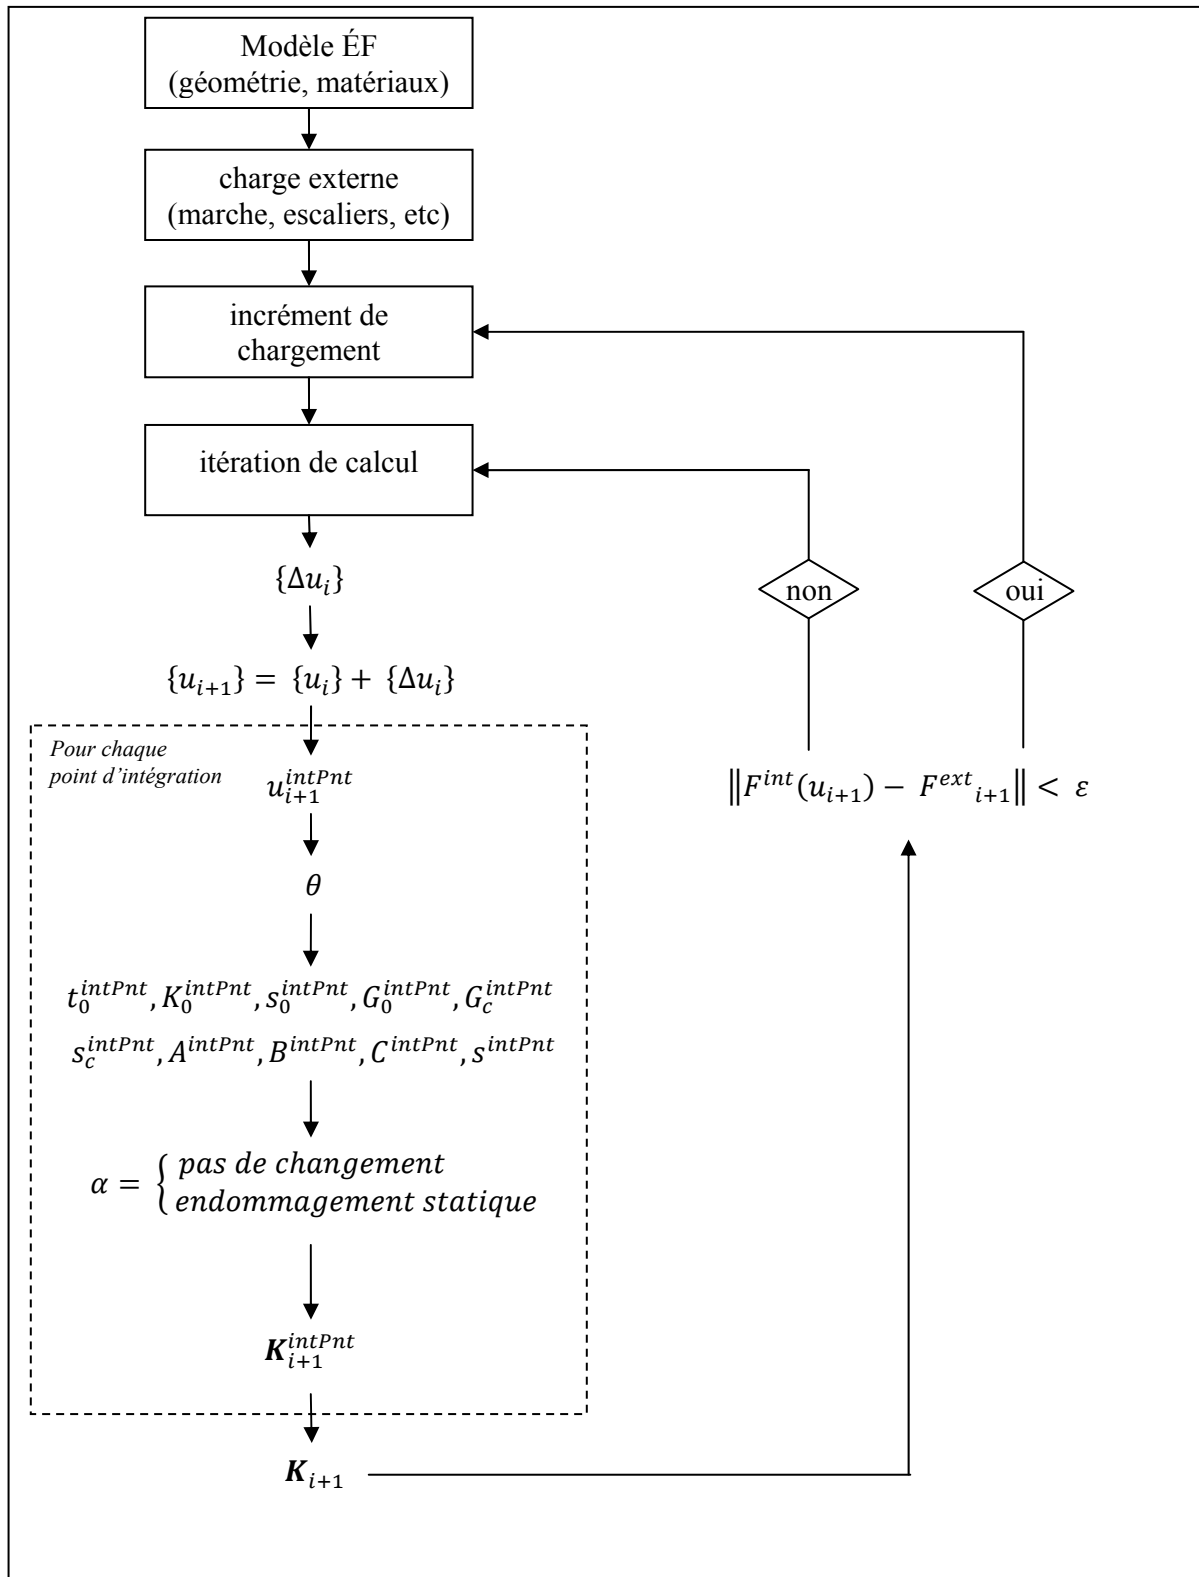 Modèle ÉF
(géométrie, matériaux)
charge externe
(marche, escaliers, etc)
incrément de
chargement
itération de calcul
{Δu_i}
non
oui
{u_{i+1}} = {u_i} + {Δu_i}
Pour chaque
point d’intégration
u_{i+1}^{intPnt}
‖F^{int}(u_{i+1}) − F^{ext}_{i+1}‖ < ε
θ
t_0^{intPnt}, K_0^{intPnt}, s_0^{intPnt}, G_0^{intPnt}, G_c^{intPnt}
s_c^{intPnt}, A^{intPnt}, B^{intPnt}, C^{intPnt}, s^{intPnt}
α = { pas de changement
endommagement statique
K_{i+1}^{intPnt}
K_{i+1}